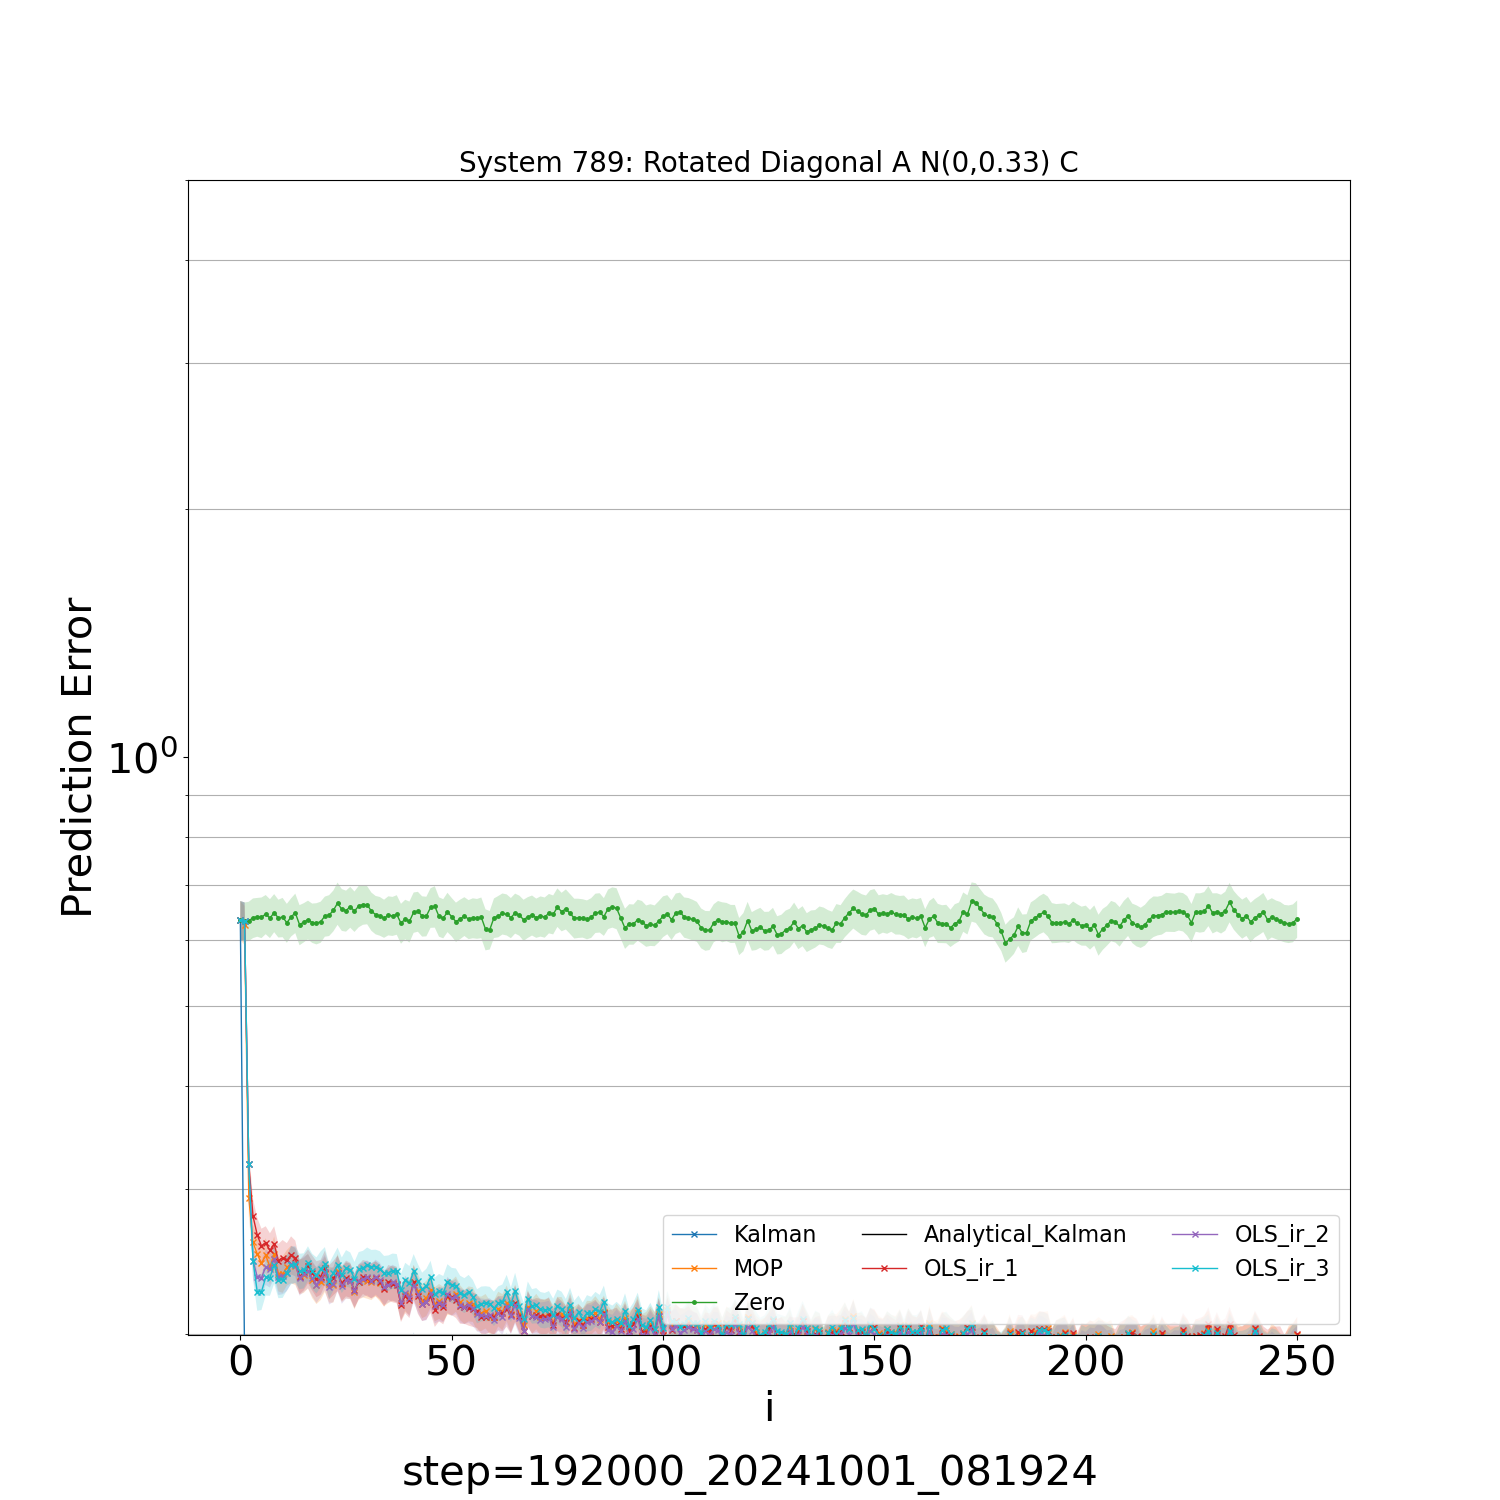 System 789: Rotated Diagonal A N(0,0.33) C
Prediction Error
10⁰
Kalman
MOP
Zero
Analytical_Kalman
OLS_ir_1
OLS_ir_2
OLS_ir_3
0 50 100 150 200 250
i
step=192000_20241001_081924